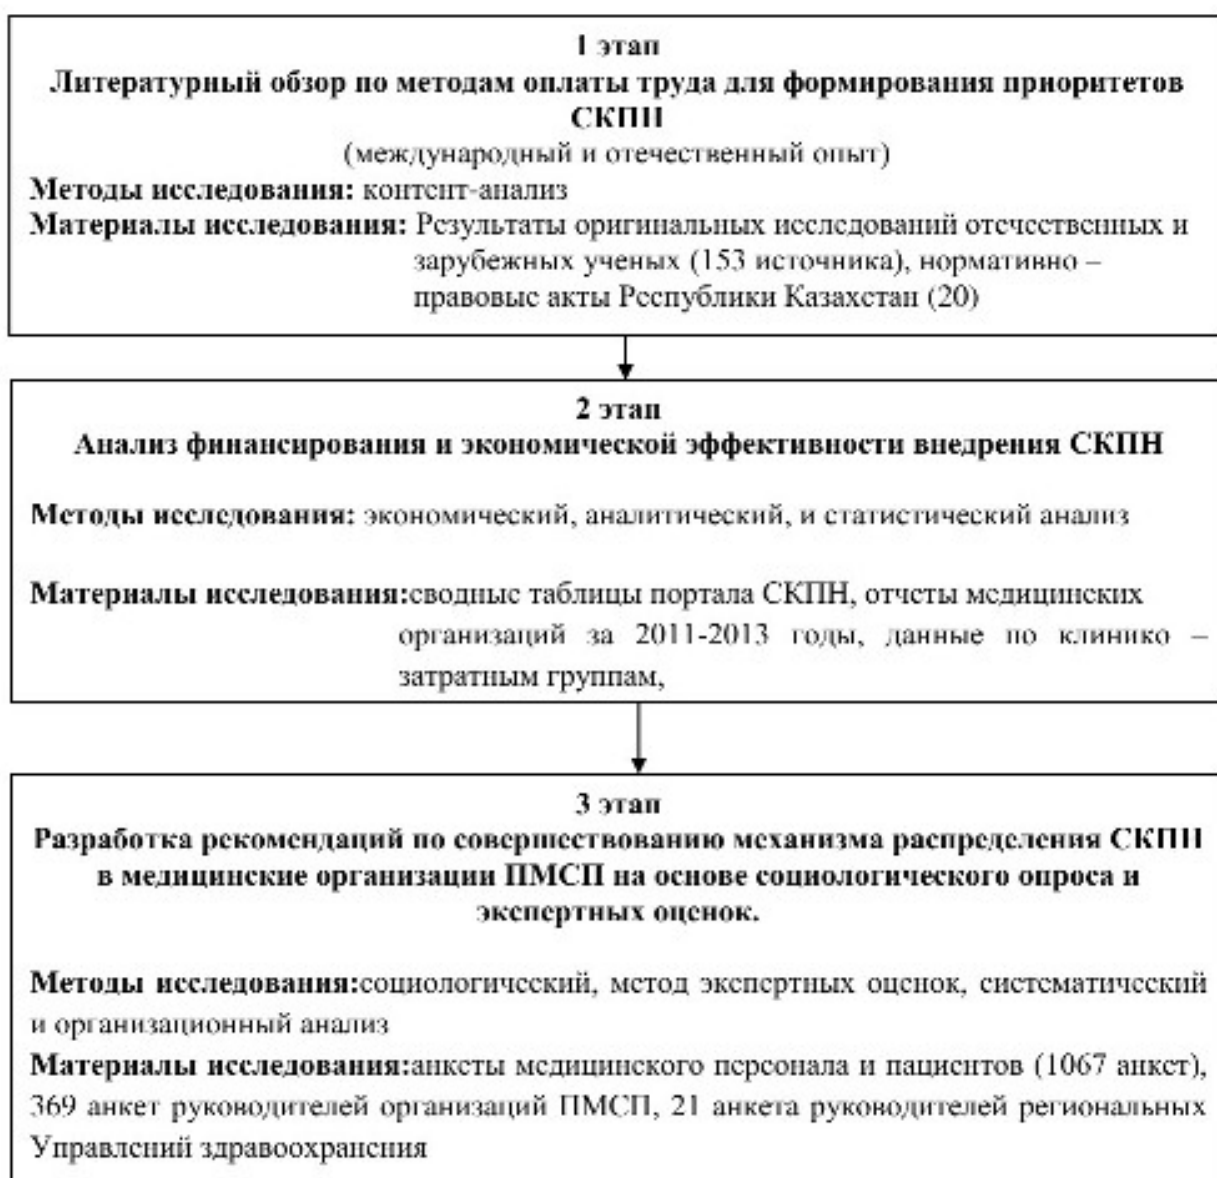 1 этап
Литературный обзор по методам оплаты труда для формирования приоритетов
СКПН
(международный и отечественный опыт)
Методы исследования: контент-анализ
Материалы исследования: Результаты оригинальных исследований отечественных и
зарубежных ученых (153 источника), нормативно –
правовые акты Республики Казахстан (20)
2 этап
Анализ финансирования и экономической эффективности внедрения СКПН
Методы исследования: экономический, аналитический, и статистический анализ
Материалы исследования:сводные таблицы портала СКПН, отчеты медицинских
организаций за 2011-2013 годы, данные по клинико –
затратным группам,
3 этап
Разработка рекомендаций по совершествованию механизма распределения СКПН
в медицинские организации ПМСП на основе социологического опроса и
экспертных оценок.
Методы исследования:социологический, метод экспертных оценок, систематический
и организационный анализ
Материалы исследования:анкеты медицинского персонала и пациентов (1067 анкет),
369 анкет руководителей организаций ПМСП, 21 анкета руководителей региональных
Управлений здравоохранения